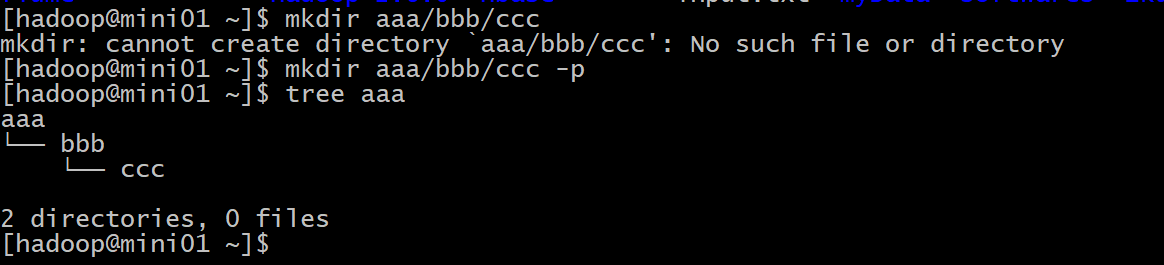 [hadoop@mini01 ~]$ mkdir aaa/bbb/ccc
mkdir: cannot create directory `aaa/bbb/ccc': No such file or directory
[hadoop@mini01 ~]$ mkdir aaa/bbb/ccc -p
[hadoop@mini01 ~]$ tree aaa
aaa
└── bbb
    └── ccc
2 directories, 0 files
[hadoop@mini01 ~]$